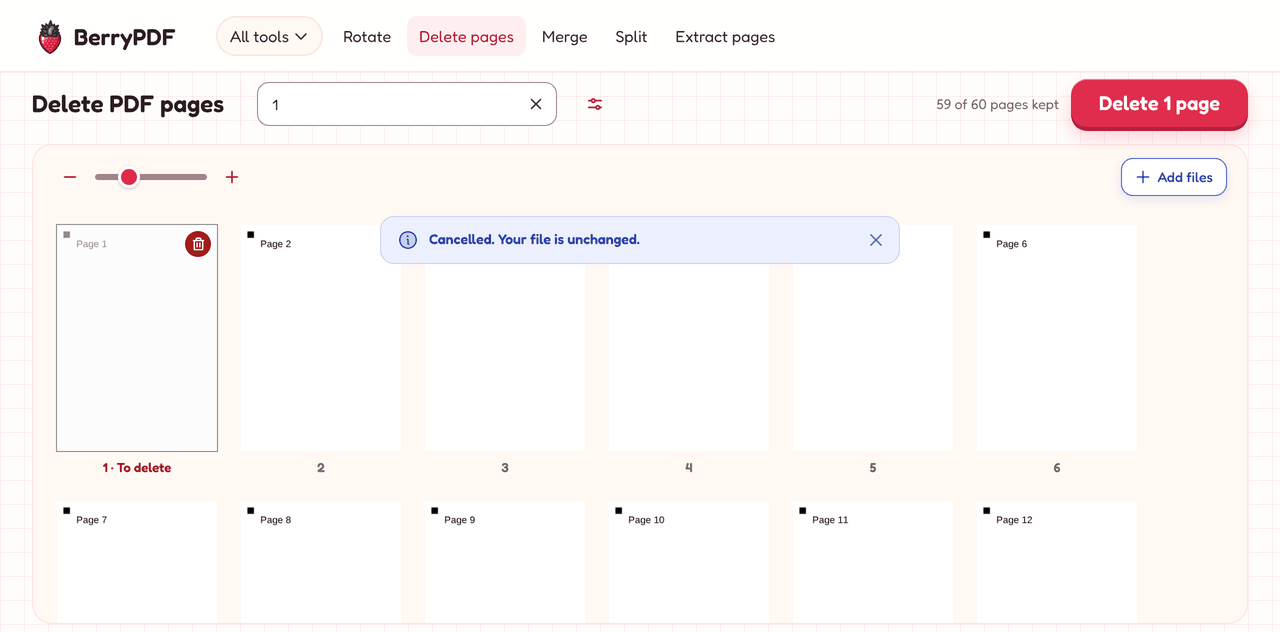 BerryPDF
All tools
Rotate
Delete pages
Merge
Split
Extract pages
Delete PDF pages
1
59 of 60 pages kept
Delete 1 page
Add files
Cancelled. Your file is unchanged.
Page 1
Page 2
Page 6
1 · To delete
2
3
4
5
6
Page 7
Page 8
Page 9
Page 10
Page 11
Page 12